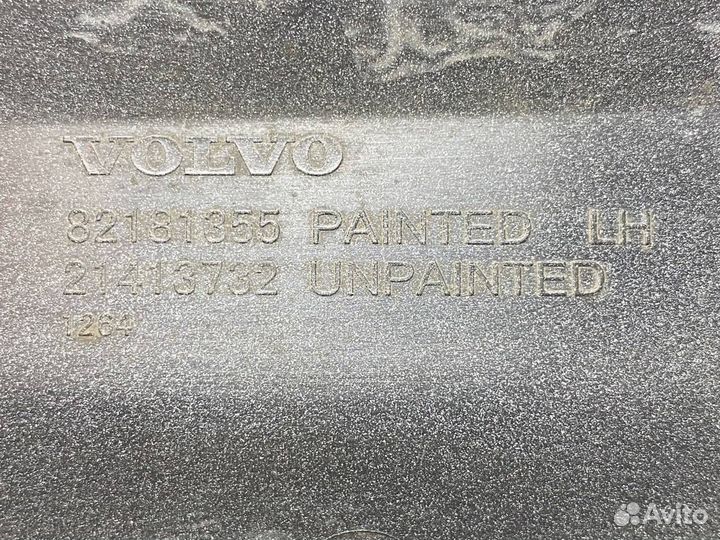 VOLVO
82181355 PAINTED LH
21413732 UNPAINTED
1264
Avito